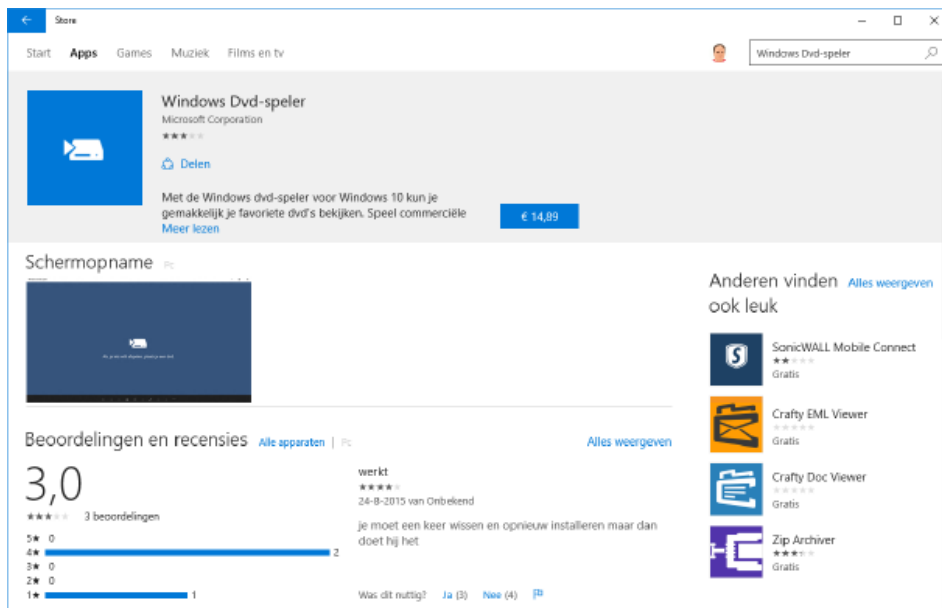 Store
Start Apps Games Muziek Films en tv
Windows Dvd-speler
Windows Dvd-speler
Microsoft Corporation
Delen
Met de Windows dvd-speler voor Windows 10 kun je
gemakkelijk je favoriete dvd's bekijken. Speel commerciële
Meer lezen
€ 14,89
Schermopname Pc
Beoordelingen en recensies Alle apparaten | Pc
Alles weergeven
3,0
3 beoordelingen
5★ 0
4★ 2
3★ 0
2★ 0
1★ 1
werkt
24-8-2015 van Onbekend
je moet een keer wissen en opnieuw installeren maar dan
doet hij het
Was dit nuttig? Ja (3) Nee (4)
Anderen vinden Alles weergeven
ook leuk
SonicWALL Mobile Connect
Gratis
Crafty EML Viewer
Gratis
Crafty Doc Viewer
Gratis
Zip Archiver
Gratis